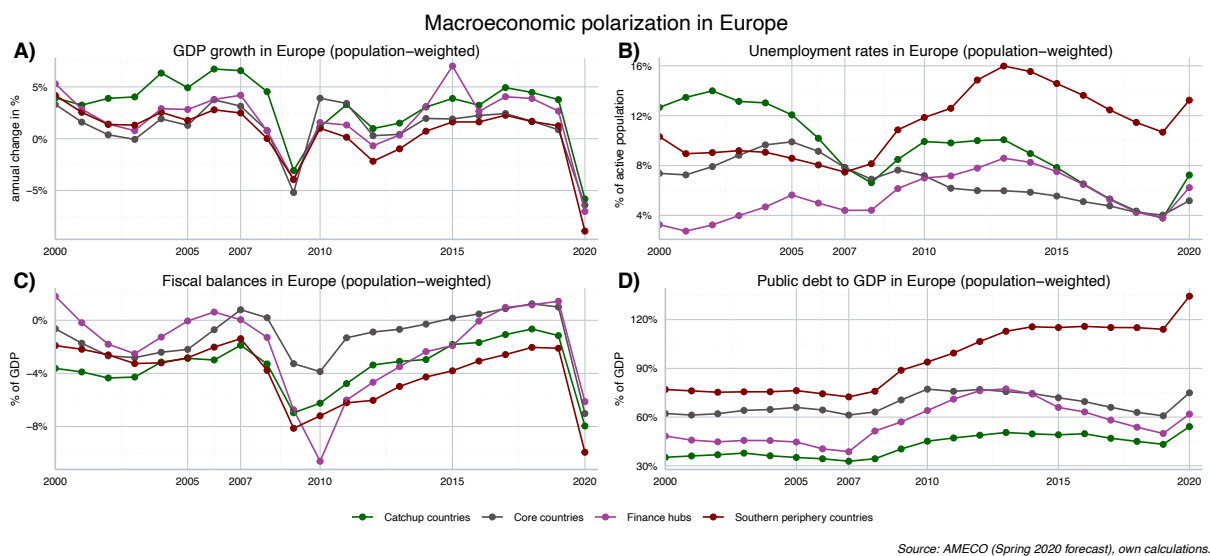 Macroeconomic polarization in Europe
A)
GDP growth in Europe (population−weighted)
annual change in %
5%
0%
−5%
2000 2005 2007 2010 2015 2020
B)
Unemployment rates in Europe (population−weighted)
% of active population
16%
12%
8%
4%
2000 2005 2007 2010 2015 2020
C)
Fiscal balances in Europe (population−weighted)
% of GDP
0%
−4%
−8%
2000 2005 2007 2010 2015 2020
D)
Public debt to GDP in Europe (population−weighted)
% of GDP
120%
90%
60%
30%
2000 2005 2007 2010 2015 2020
Catchup countries Core countries Finance hubs Southern periphery countries
Source: AMECO (Spring 2020 forecast), own calculations.